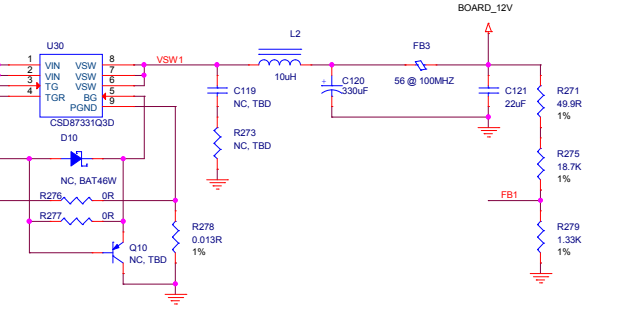 BOARD_12V
L2
10uH
FB3
56 @ 100MHZ
U30
1 VIN VSW 8
2 VIN VSW 7
3 TG VSW 6
4 TGR BG 5
PGND 9
CSD87331Q3D
VSW1
C119
NC, TBD
R273
NC, TBD
C120
330uF
C121
22uF
R271
49.9R
1%
R275
18.7K
1%
FB1
R279
1.33K
1%
D10
NC, BAT46W
R276 0R
R277 0R
Q10
NC, TBD
R278
0.013R
1%